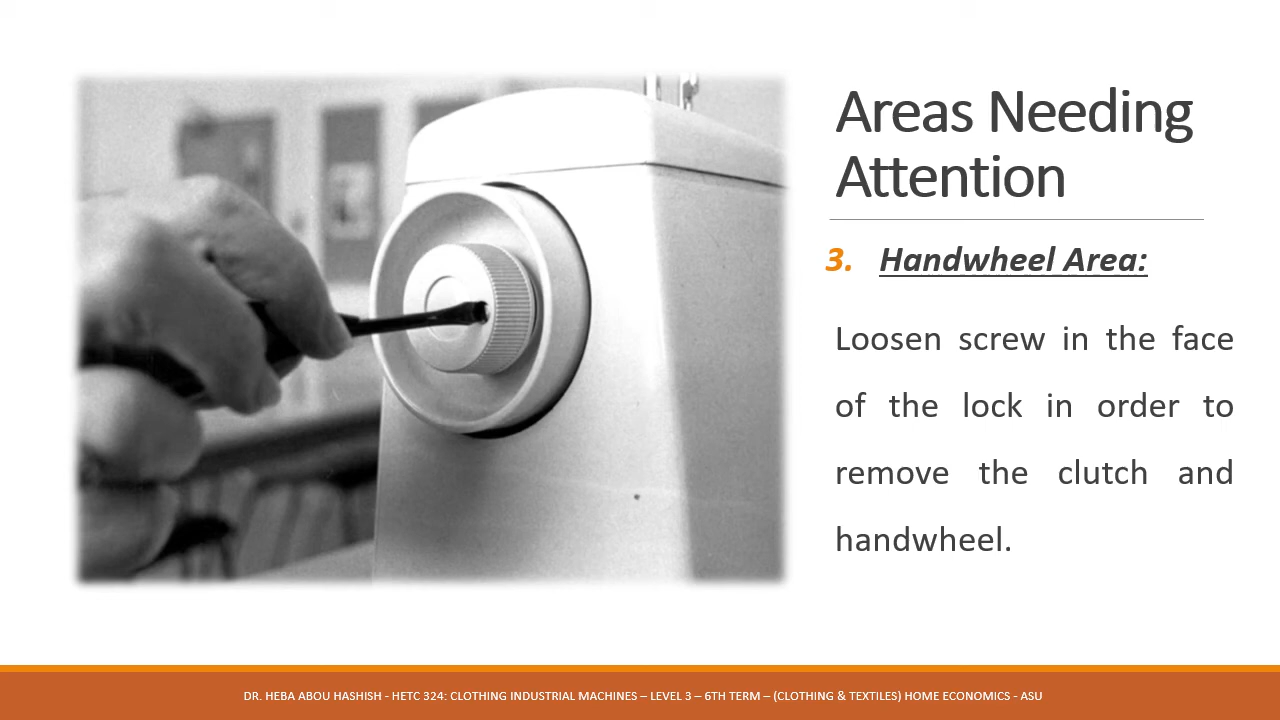 Areas Needing
Attention
3. Handwheel Area:
Loosen screw in the face
of the lock in order to
remove the clutch and
handwheel.
DR. HEBA ABOU HASHISH - HETC 324: CLOTHING INDUSTRIAL MACHINES – LEVEL 3 – 6TH TERM – (CLOTHING & TEXTILES) HOME ECONOMICS - ASU